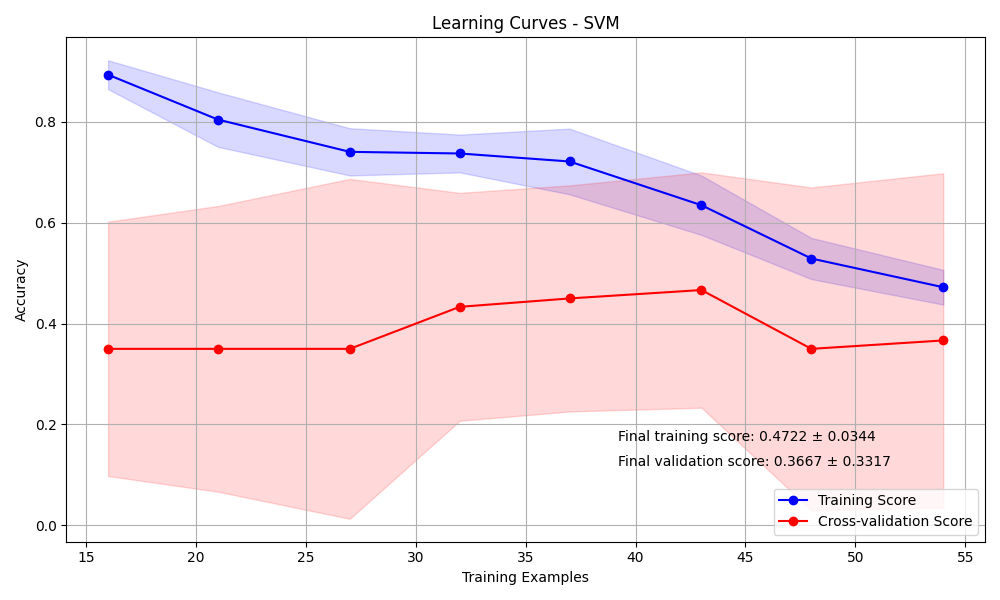 Learning Curves - SVM
Accuracy
0.8
0.6
0.4
0.2
0.0
Final training score: 0.4722 ± 0.0344
Final validation score: 0.3667 ± 0.3317
Training Score
Cross-validation Score
15 20 25 30 35 40 45 50 55
Training Examples